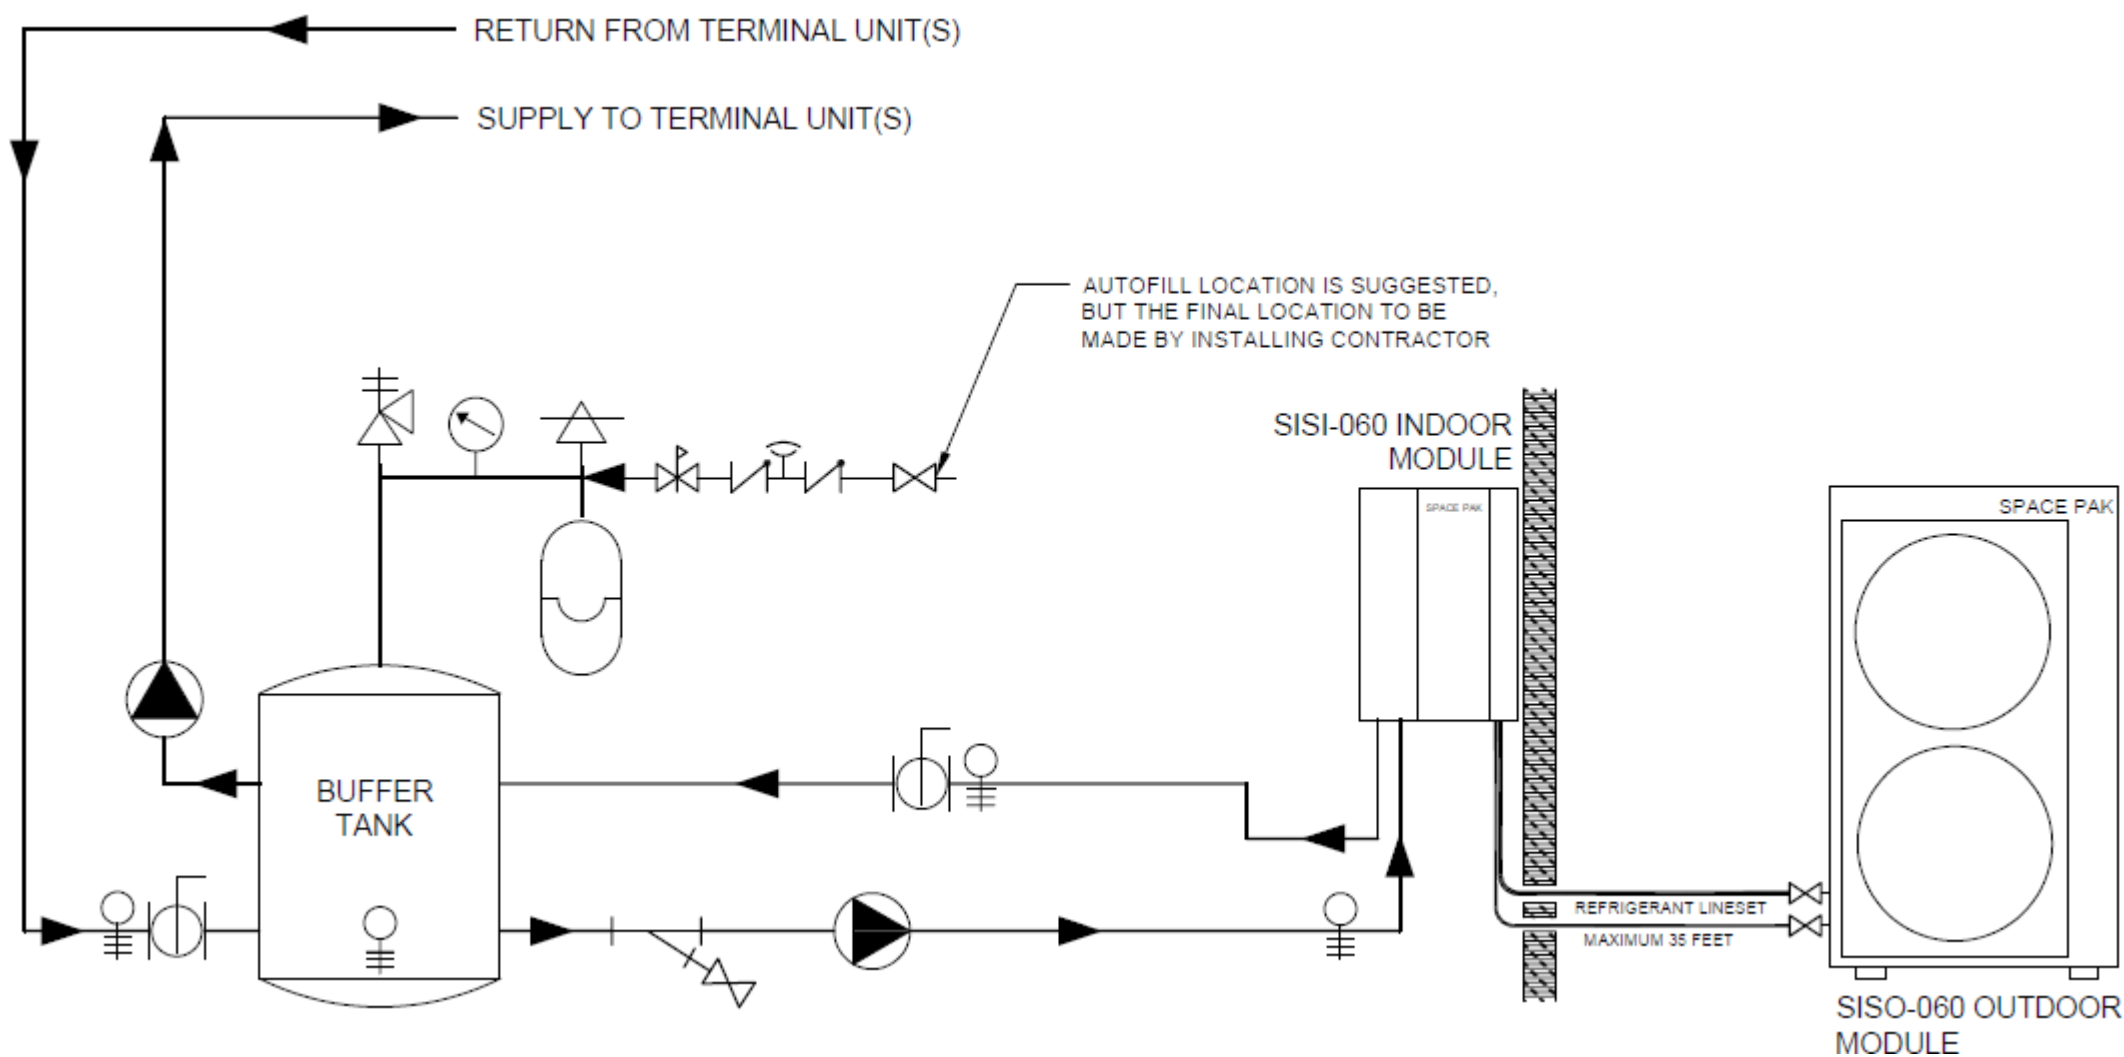 RETURN FROM TERMINAL UNIT(S)
SUPPLY TO TERMINAL UNIT(S)
AUTOFILL LOCATION IS SUGGESTED,
BUT THE FINAL LOCATION TO BE
MADE BY INSTALLING CONTRACTOR
SISI-060 INDOOR
MODULE
SPACE PAK
SPACE PAK
BUFFER
TANK
REFRIGERANT LINESET
MAXIMUM 35 FEET
SISO-060 OUTDOOR
MODULE